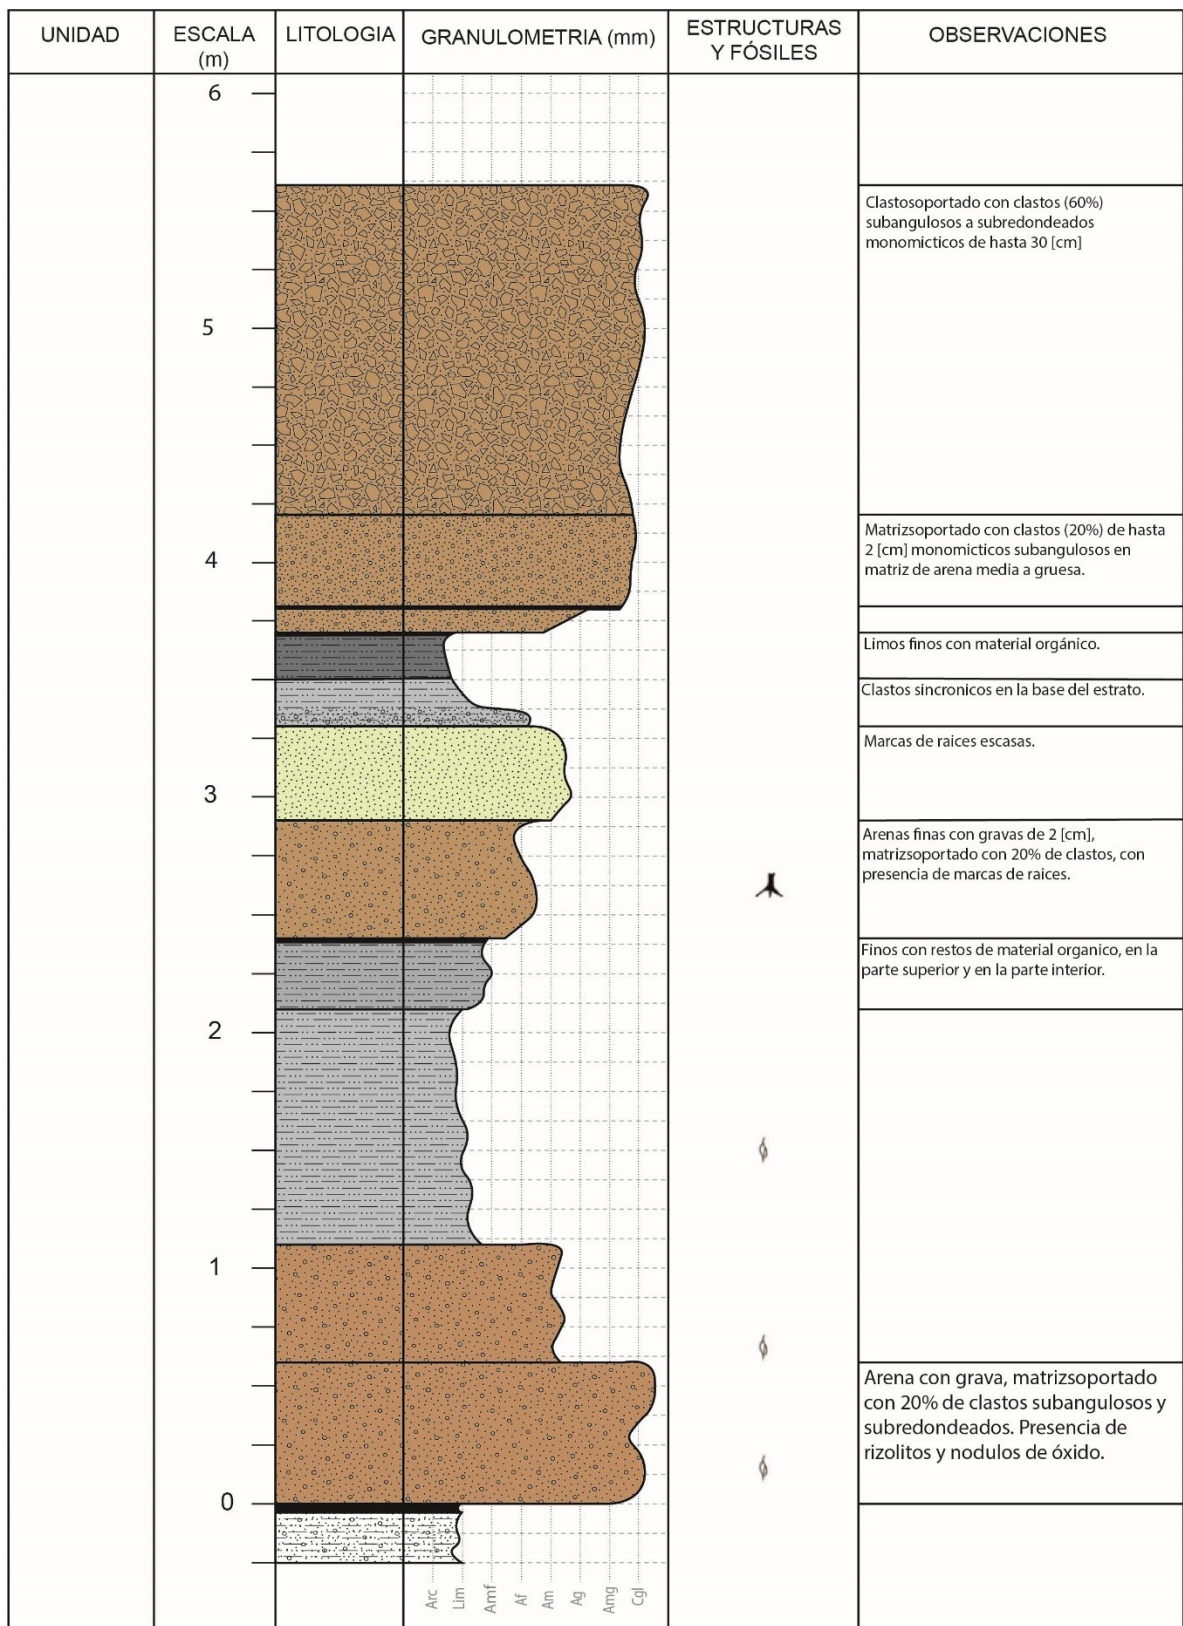 UNIDAD
ESCALA
(m)
LITOLOGIA
GRANULOMETRIA (mm)
ESTRUCTURAS
Y FÓSILES
OBSERVACIONES
6
Clastosoportado con clastos (60%)
subangulosos a subredondeados
monomicticos de hasta 30 [cm]
5
Matrizsoportado con clastos (20%) de hasta
2 [cm] monomicticos subangulosos en
matriz de arena media a gruesa.
4
Limos finos con material orgánico.
Clastos sincronicos en la base del estrato.
Marcas de raices escasas.
3
Arenas finas con gravas de 2 [cm],
matrizsoportado con 20% de clastos, con
presencia de marcas de raices.
Finos con restos de material organico, en la
parte superior y en la parte interior.
2
1
Arena con grava, matrizsoportado
con 20% de clastos subangulosos y
subredondeados. Presencia de
rizolitos y nodulos de óxido.
0
Arc
Lim
Amf
Af
Am
Ag
Amg
Cgl